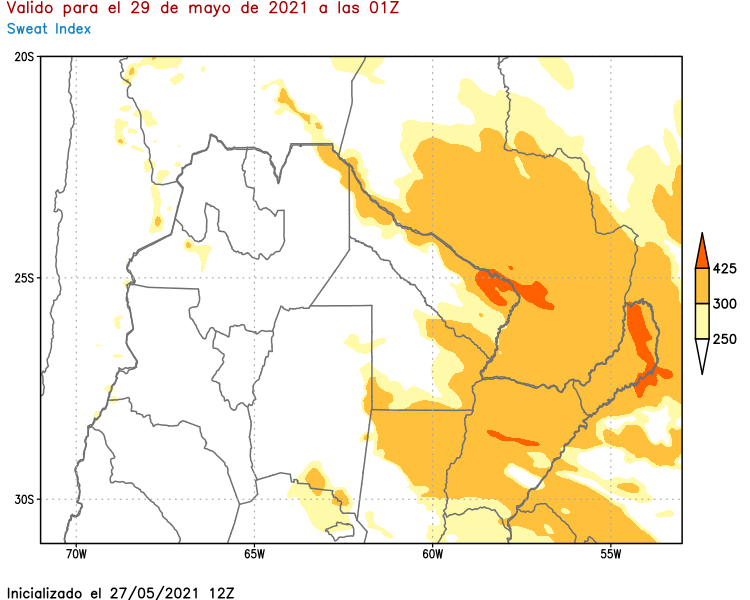 Valido para el 29 de mayo de 2021 a las 01Z
Sweat Index
20S
25S
30S
70W
65W
60W
55W
425
300
250
Inicializado el 27/05/2021 12Z